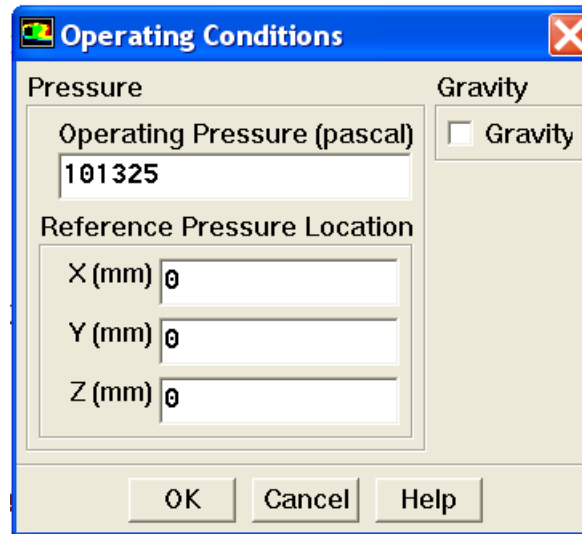 Operating Conditions
Pressure
Operating Pressure (pascal)
101325
Reference Pressure Location
X (mm) 0
Y (mm) 0
Z (mm) 0
Gravity
Gravity
OK Cancel Help